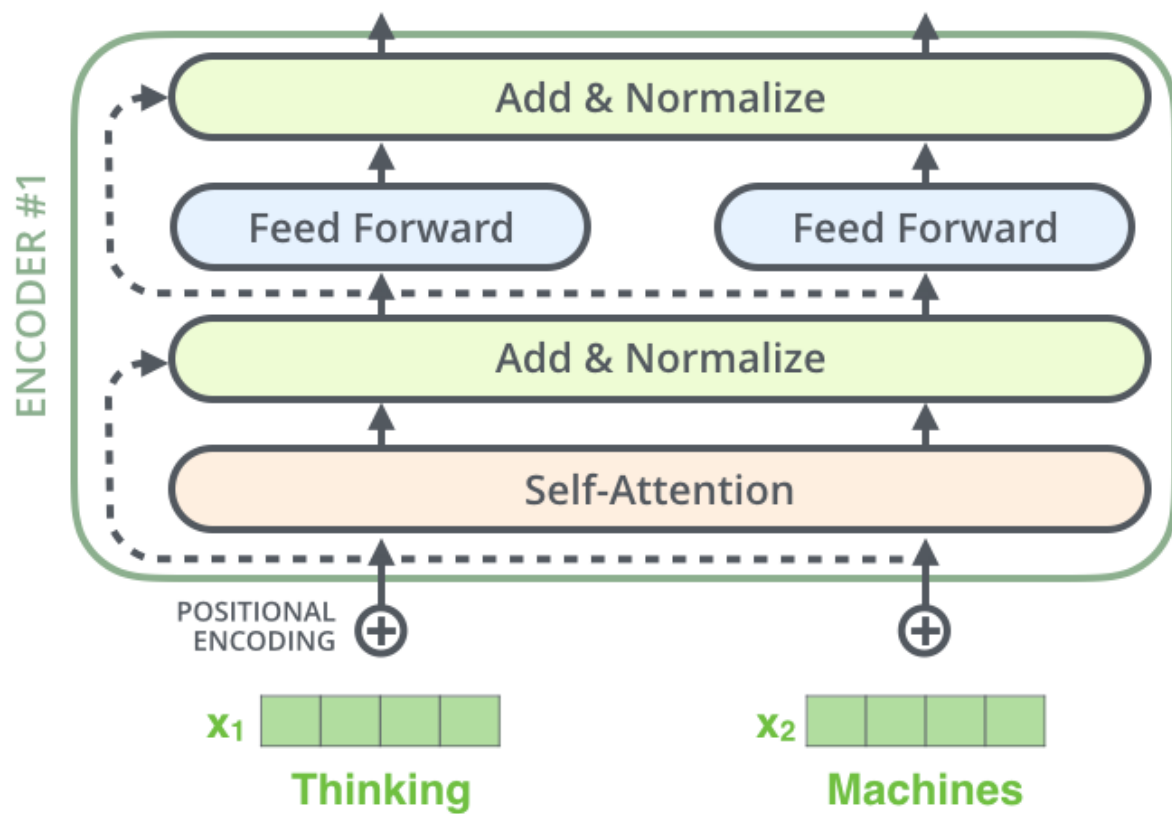 Add & Normalize
Feed Forward
Feed Forward
ENCODER #1
Add & Normalize
Self-Attention
POSITIONAL
ENCODING
x1
x2
Thinking
Machines